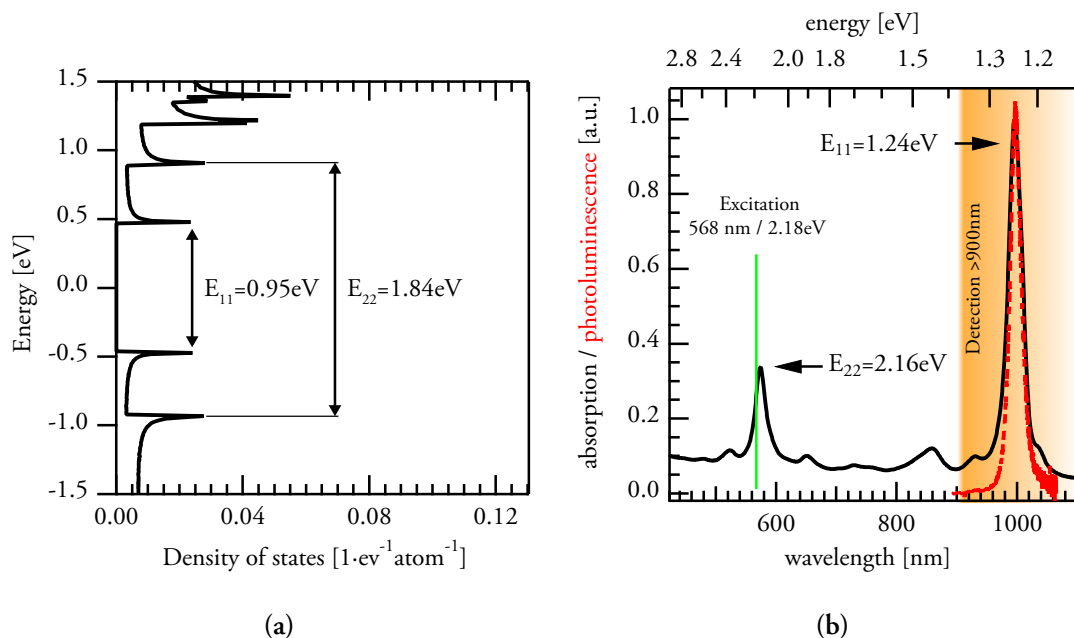 1.5
1.0
0.5
0.0
-0.5
-1.0
-1.5
Energy [eV]
E11=0.95eV
E22=1.84eV
0.00
0.04
0.08
0.12
Density of states [1·ev-1atom-1]
(a)
energy [eV]
2.8
2.2
2.0
1.8
1.5
1.3
1.2
absorption / photoluminescence [a.u.]
1.0
0.8
0.6
0.4
0.2
0.0
E11=1.24eV
Excitation
568 nm / 2.18eV
Detection >900nm
E22=2.16eV
600
800
1000
wavelength [nm]
(b)